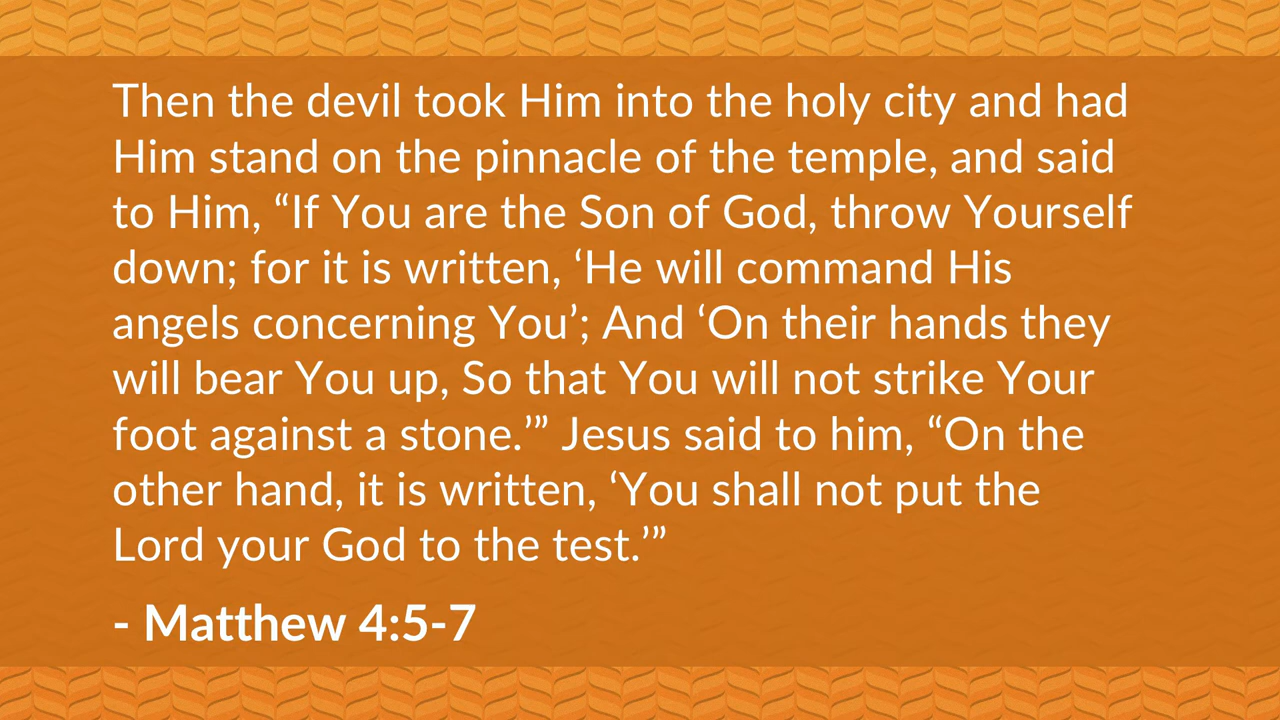 Then the devil took Him into the holy city and had
Him stand on the pinnacle of the temple, and said
to Him, “If You are the Son of God, throw Yourself
down; for it is written, ‘He will command His
angels concerning You’; And ‘On their hands they
will bear You up, So that You will not strike Your
foot against a stone.’” Jesus said to him, “On the
other hand, it is written, ‘You shall not put the
Lord your God to the test.’”
- Matthew 4:5-7